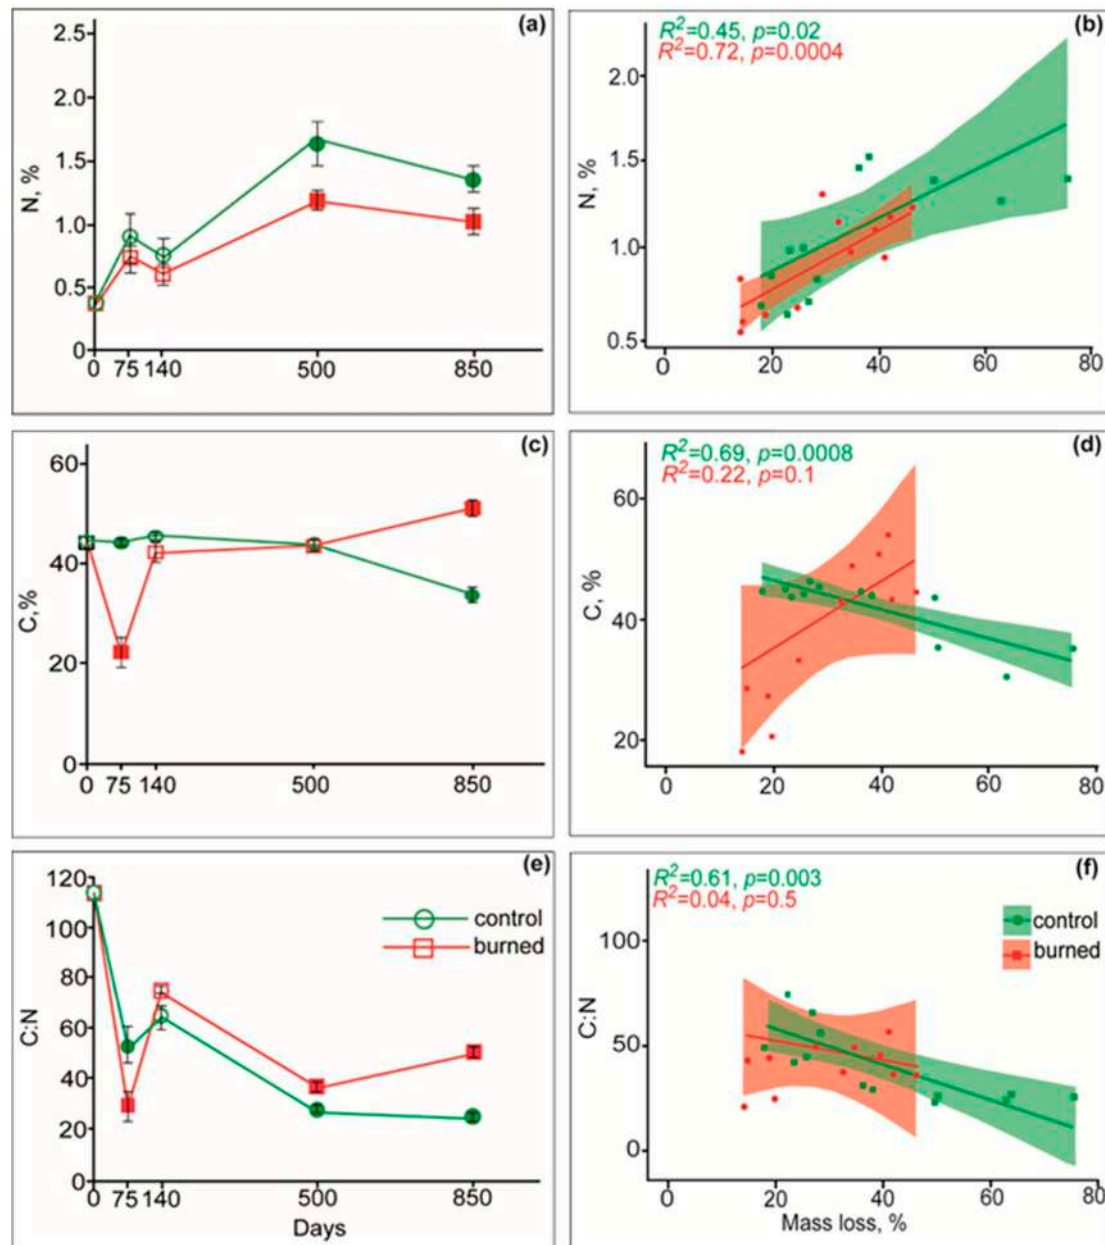 (a)
2.5
2.0
1.5
1.0
0.5
0
N, %
0 75 140 500 850
(b)
R²=0.45, p=0.02
R²=0.72, p=0.0004
2.0
1.5
1.0
0.5
N, %
0 20 40 60 80
(c)
60
40
20
0
C, %
0 75 140 500 850
(d)
R²=0.69, p=0.0008
R²=0.22, p=0.1
60
40
20
C, %
0 20 40 60 80
(e)
120
100
80
60
40
20
0
C:N
control
burned
0 75 140 500 850
Days
(f)
R²=0.61, p=0.003
R²=0.04, p=0.5
control
burned
100
50
0
C:N
0 20 40 60 80
Mass loss, %